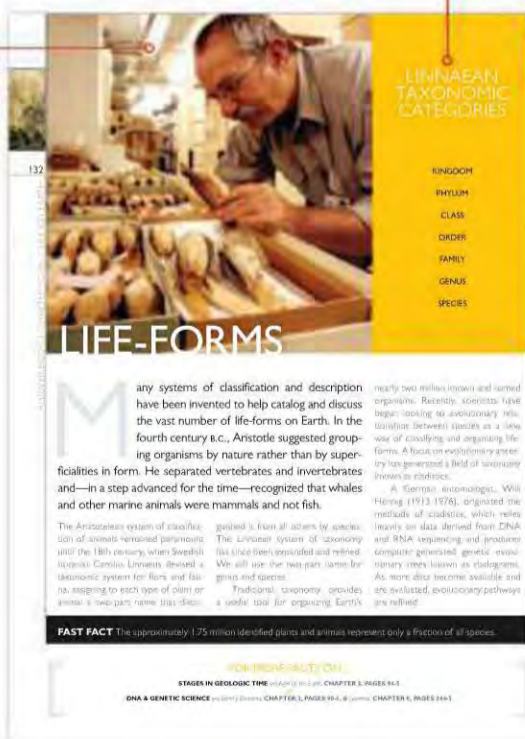 LINNAEAN
TAXONOMIC
CATEGORIES
KINGDOM
PHYLUM
CLASS
ORDER
FAMILY
GENUS
SPECIES
132
LIFE-FORMS
Many systems of classification and description
have been invented to help catalog and discuss
the vast number of life-forms on Earth. In the
fourth century B.C., Aristotle suggested group-
ing organisms by nature rather than by super-
ficialities in form. He separated vertebrates and invertebrates
and—in a step advanced for the time—recognized that whales
and other marine animals were mammals and not fish.
The Aristotelean system of classifica-
tion of animals remained paramount
until the 18th century, when Swedish
botanist Carolus Linnaeus devised a
taxonomic system for flora and fau-
na, assigning to each type of plant or
animal a two-part name that distin-
guished it from all others by species.
The Linnaean system of taxonomy
has since been expanded and refined.
We still use the two-part name for
genus and species.
Traditional taxonomy provides
a useful tool for organizing Earth's
nearly two million known and named
organisms. Recently, scientists have
begun looking to evolutionary rela-
tionships between species as a new
way of classifying and organizing life-
forms. A focus on evolutionary ances-
try has generated a field of taxonomy
known as cladistics.
A German entomologist, Willi
Hennig (1913-1976), originated the
methods of cladistics, which relies
heavily on data derived from DNA
and RNA sequencing and produces
computer-generated genetic evolu-
tionary trees known as cladograms.
As more data become available and
are evaluated, evolutionary pathways
are refined.
FAST FACT The approximately 1.75 million identified plants and animals represent only a fraction of all species.
FOR MORE FACTS ON...
STAGES IN GEOLOGIC TIME CHAPTER 3, PAGES 94-5
DNA & GENETIC SCIENCE CHAPTER